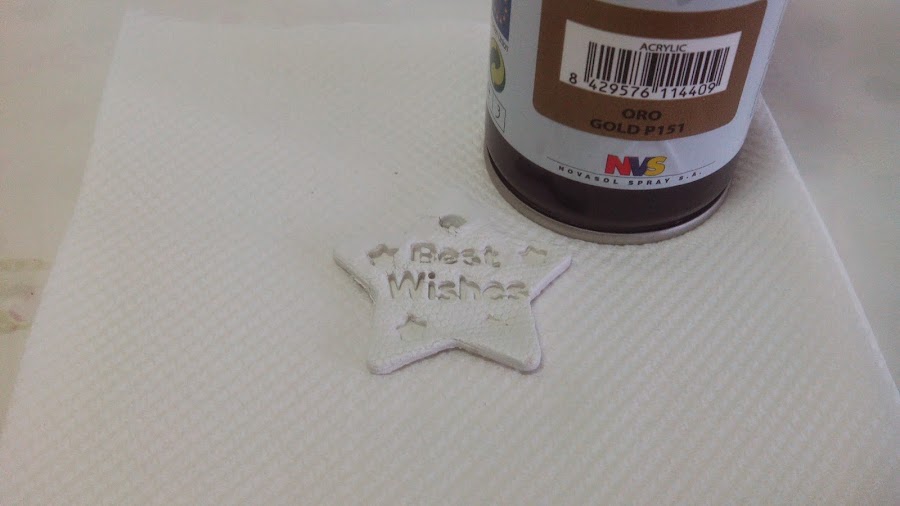 ACRYLIC
8 429576 114409
ORO
GOLD P151
NVS
NOVASOL SPRAY S.A.
Best
Wishes